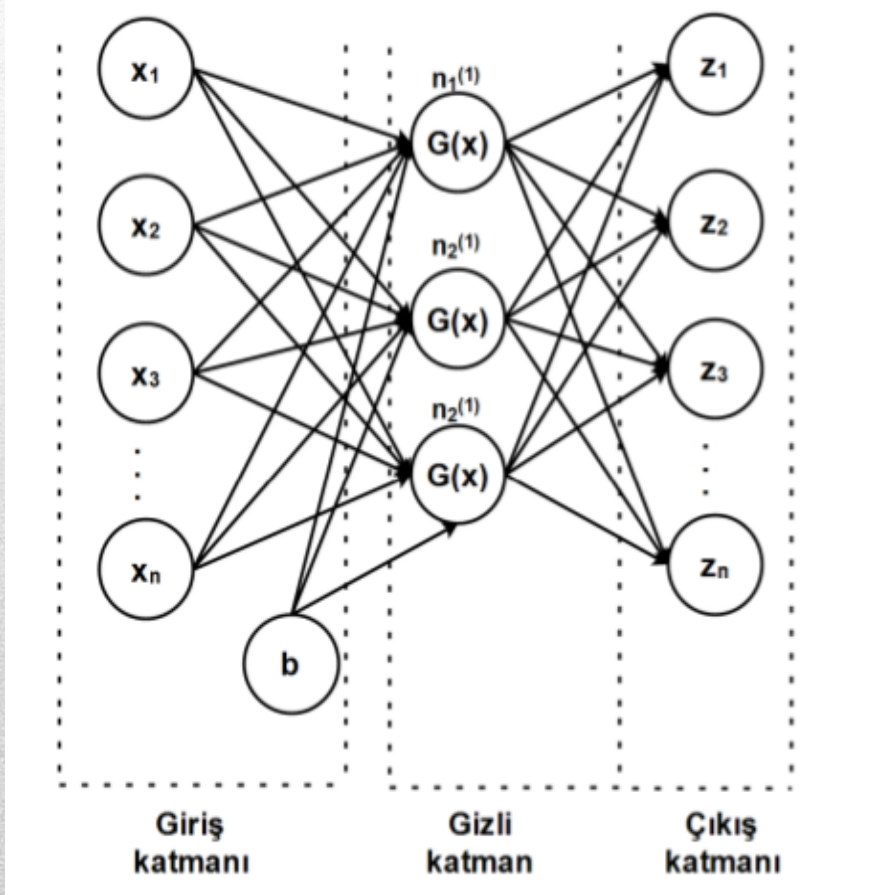 x₁
x₂
x₃
xₙ
b
n₁⁽¹⁾
G(x)
n₂⁽¹⁾
G(x)
n₂⁽¹⁾
G(x)
z₁
z₂
z₃
zₙ
Giriş
katmanı
Gizli
katman
Çıkış
katmanı